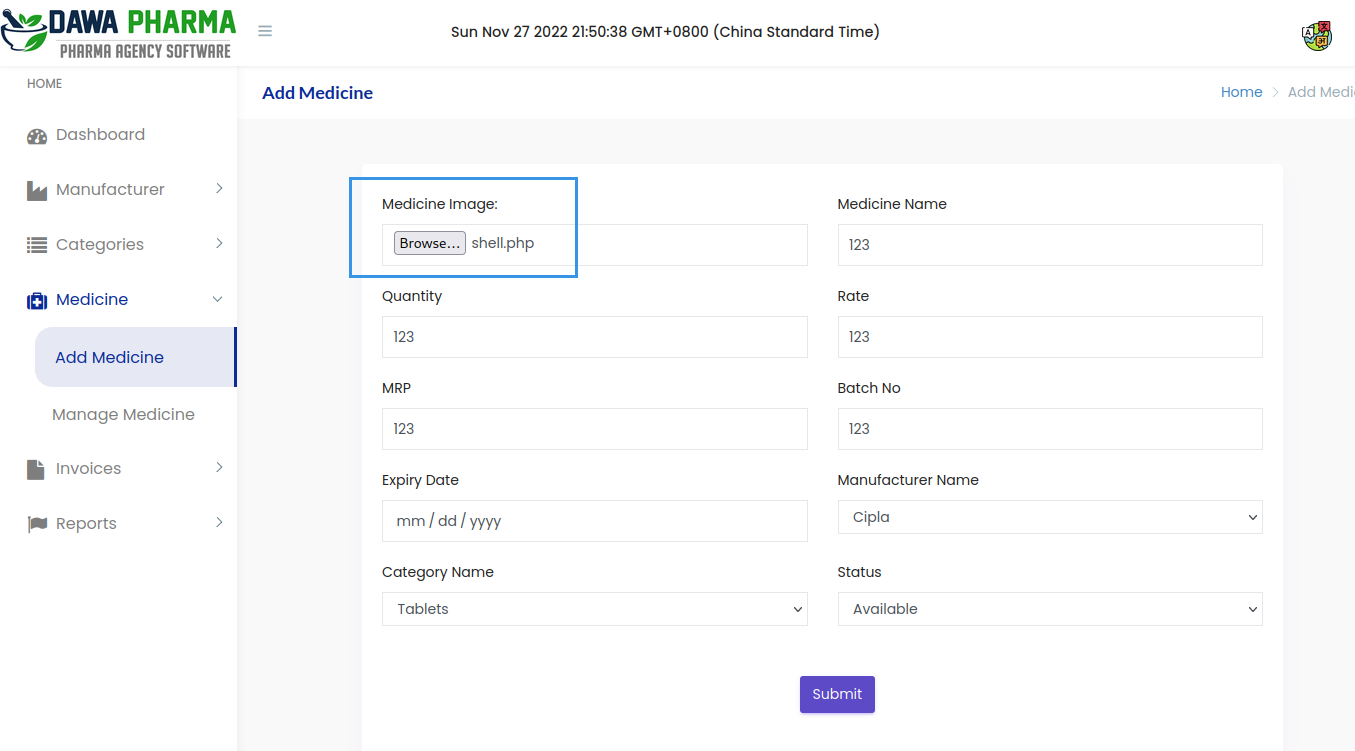 DAWA PHARMA
PHARMA AGENCY SOFTWARE
Sun Nov 27 2022 21:50:38 GMT+0800 (China Standard Time)
A
HOME
Add Medicine
Home > Add Medi
Dashboard
Manufacturer
Categories
Medicine
Add Medicine
Manage Medicine
Invoices
Reports
Medicine Image:
Browse... shell.php
Medicine Name
123
Quantity
123
Rate
123
MRP
123
Batch No
123
Expiry Date
mm / dd / yyyy
Manufacturer Name
Cipla
Category Name
Tablets
Status
Available
Submit